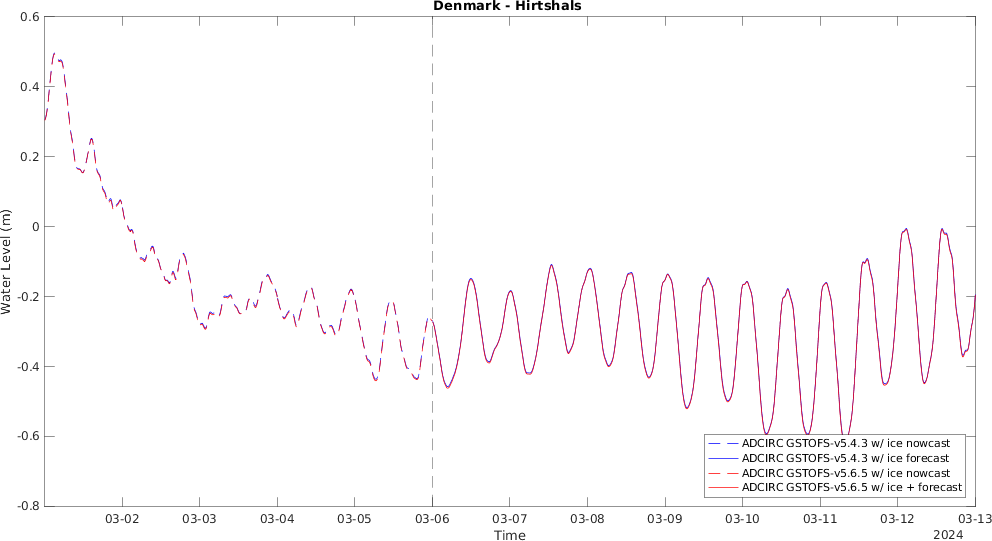 Denmark - Hirtshals
0.6
0.4
0.2
0
-0.2
-0.4
-0.6
-0.8
Water Level (m)
ADCIRC GSTOFS-v5.4.3 w/ ice nowcast
ADCIRC GSTOFS-v5.4.3 w/ ice forecast
ADCIRC GSTOFS-v5.6.5 w/ ice nowcast
ADCIRC GSTOFS-v5.6.5 w/ ice + forecast
03-02 03-03 03-04 03-05 03-06 03-07 03-08 03-09 03-10 03-11 03-12 03-13
Time
2024